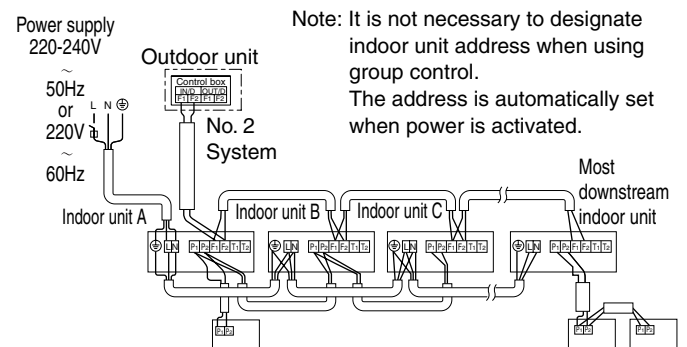 Power supply
220-240V
~
50Hz
or
220V
~
60Hz
L N
Outdoor unit
Control box
IN/D OUT/D
F1 F2 F1 F2
No. 2
System
Note: It is not necessary to designate
indoor unit address when using
group control.
The address is automatically set
when power is activated.
Most
downstream
indoor unit
Indoor unit A
Indoor unit B
Indoor unit C
L N P1 P2 F1 F2 T1 T2
L N P1 P2 F1 F2 T1 T2
L N P1 P2 F1 F2 T1 T2
L N P1 P2 F1 F2 T1 T2
P1 P2
P1 P2
P1 P2